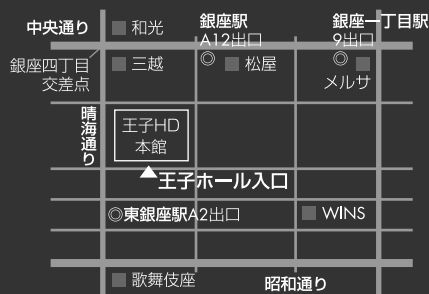 中央通り
和光
銀座駅
A12出口
銀座一丁目駅
9出口
銀座四丁目
交差点
三越
◎
松屋
◎
メルサ
晴海通り
王子HD
本館
王子ホール入口
◎東銀座駅A2出口
WINS
歌舞伎座
昭和通り